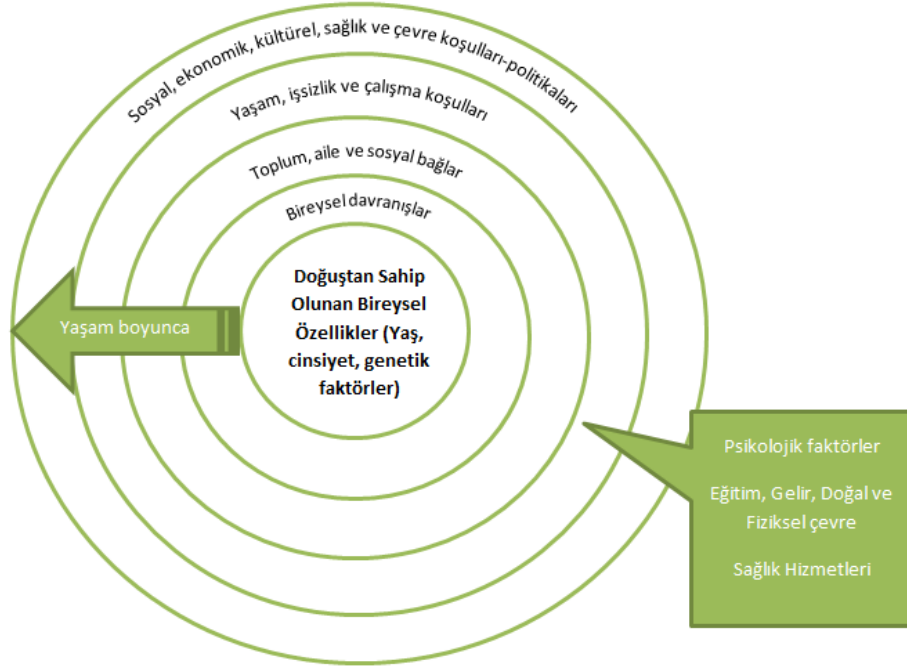 Sosyal, ekonomik, kültürel, sağlık ve çevre koşulları-politikaları
Yaşam, işsizlik ve çalışma koşulları
Toplum, aile ve sosyal bağlar
Bireysel davranışlar
Doğuştan Sahip
Olunan Bireysel
Özellikler (Yaş,
cinsiyet, genetik
faktörler)
Yaşam boyunca
Psikolojik faktörler
Eğitim, Gelir, Doğal ve
Fiziksel çevre
Sağlık Hizmetleri